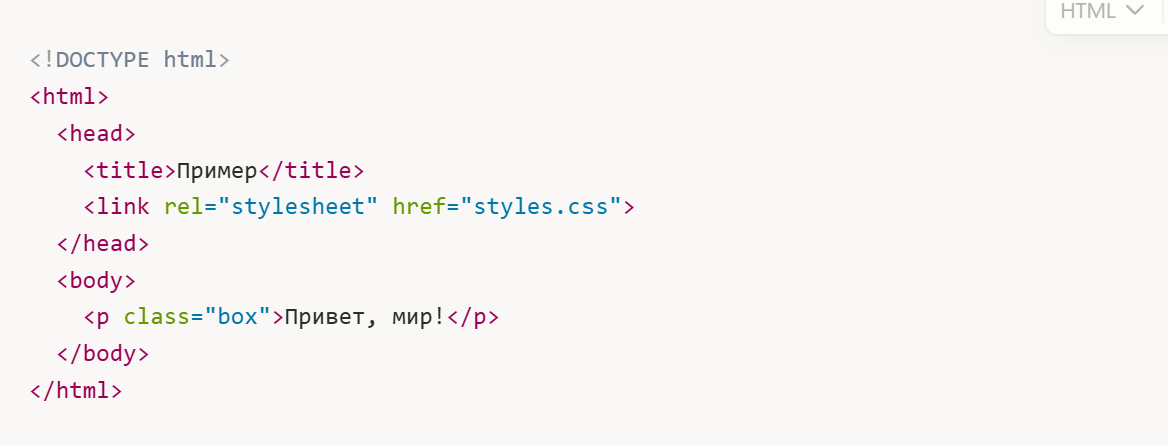 HTML
<!DOCTYPE html>
<html>
<head>
<title>Пример</title>
<link rel="stylesheet" href="styles.css">
</head>
<body>
<p class="box">Привет, мир!</p>
</body>
</html>